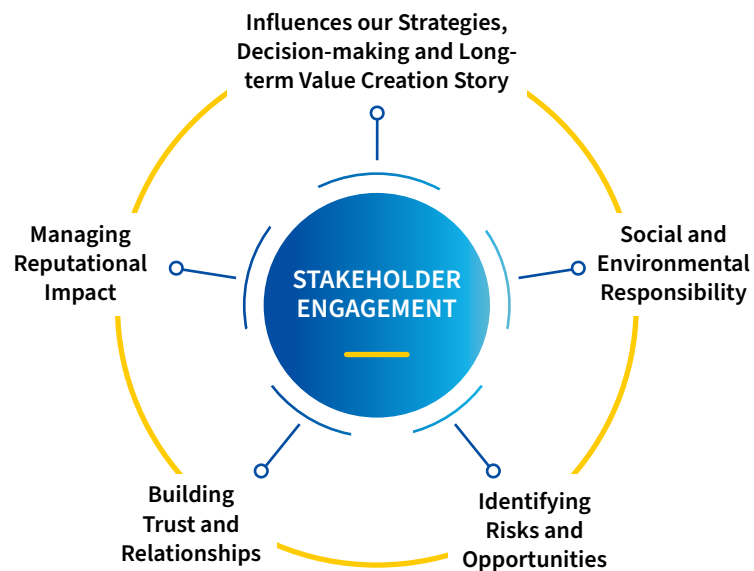 Influences our Strategies,
Decision-making and Long-
term Value Creation Story
Managing
Reputational
Impact
STAKEHOLDER
ENGAGEMENT
Social and
Environmental
Responsibility
Building
Trust and
Relationships
Identifying
Risks and
Opportunities